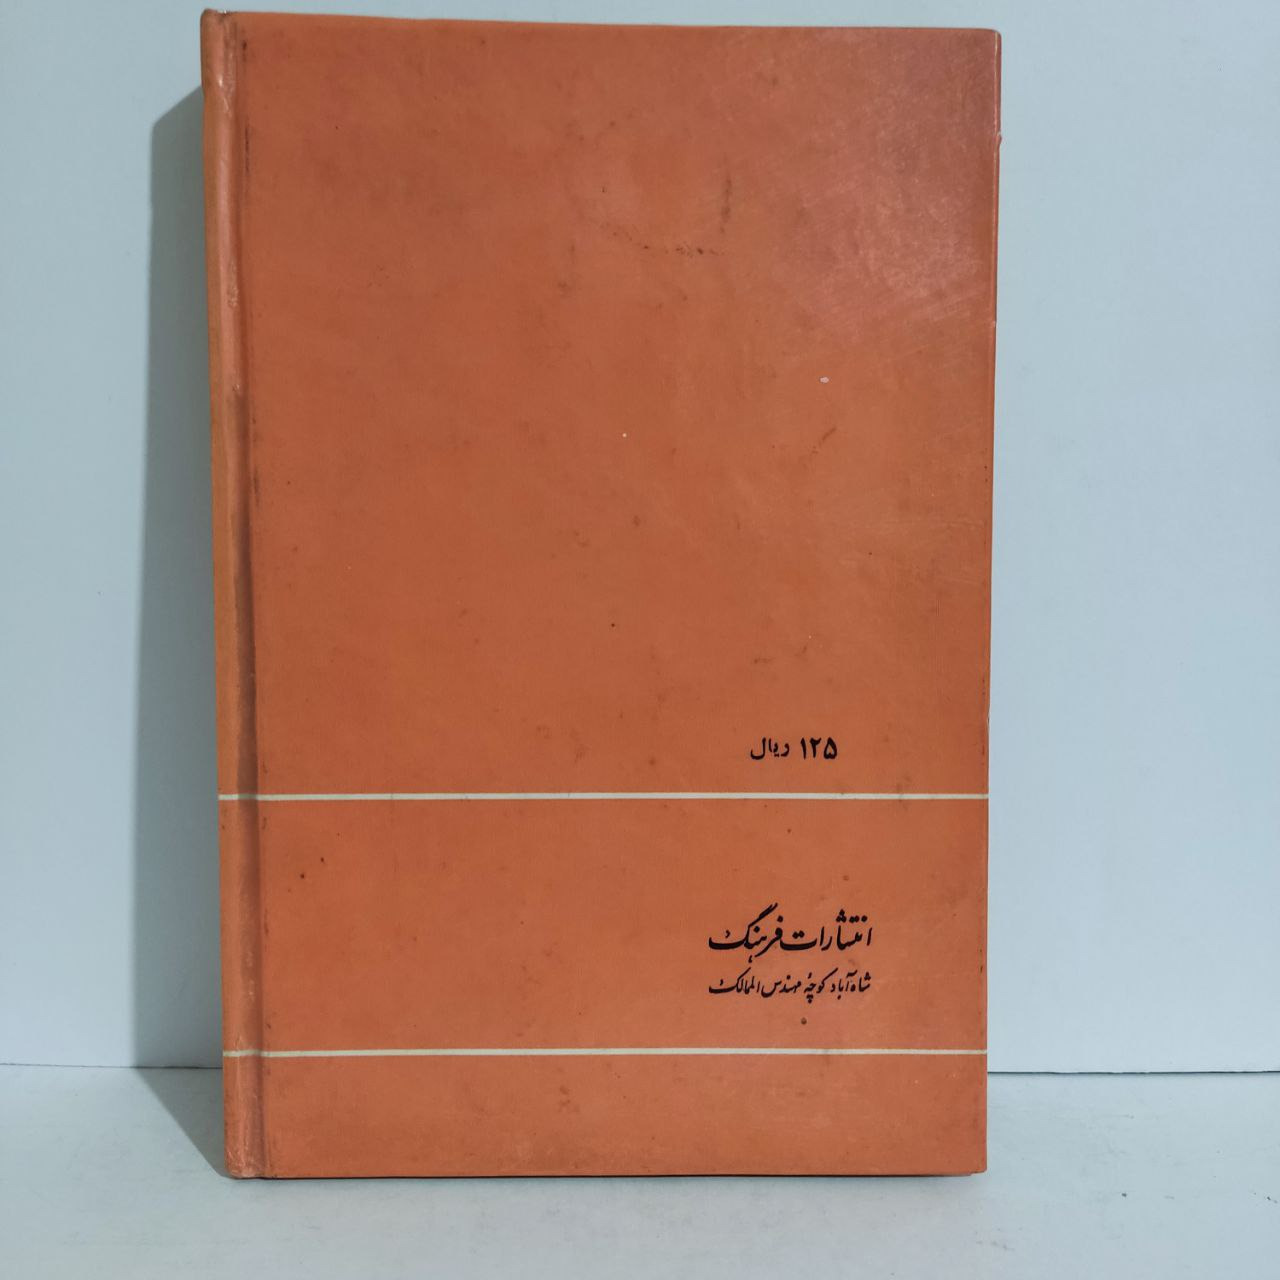 ۱۲۵ ریال
انتشارات فرهنگ
شاه آباد کوچهٔ مهندس الممالک